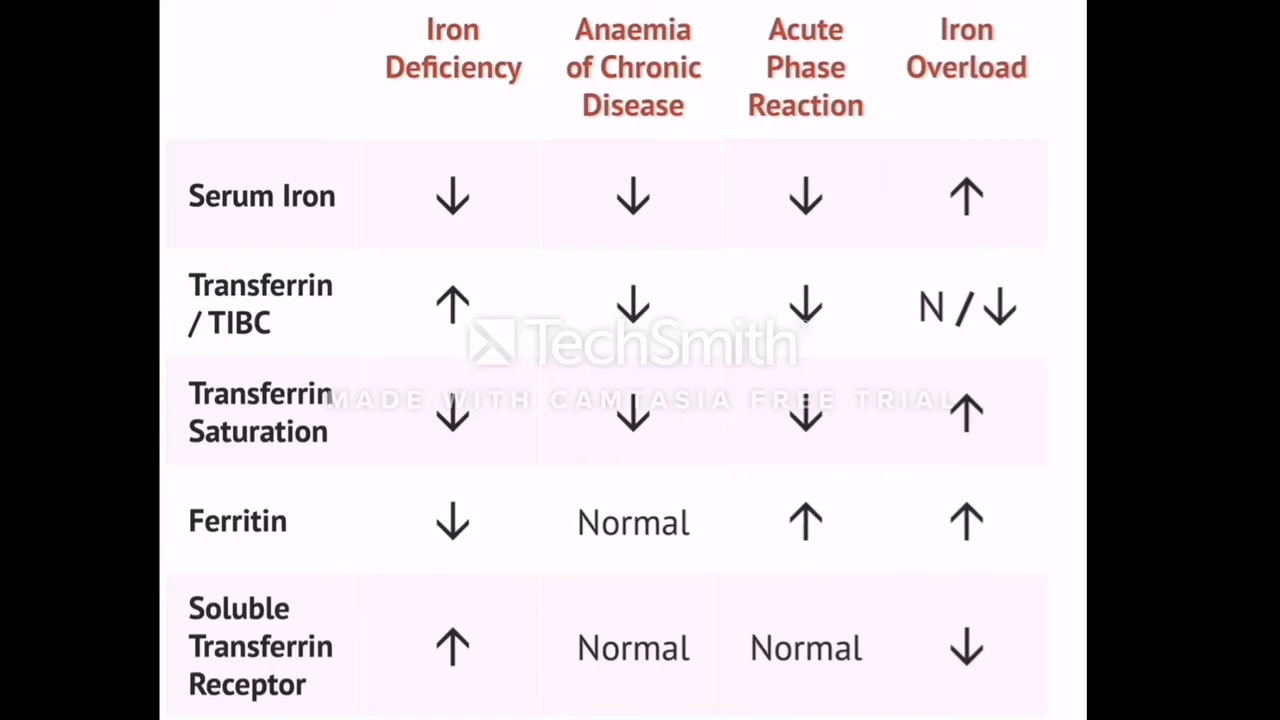 Iron Deficiency
Anaemia of Chronic Disease
Acute Phase Reaction
Iron Overload
Serum Iron ↓ ↓ ↓ ↑
Transferrin / TIBC ↑ ↓ ↓ N / ↓
TechSmith
MADE WITH CAMTASIA FREE TRIAL
Transferrin Saturation ↓ ↓ ↓ ↑
Ferritin ↓ Normal ↑ ↑
Soluble Transferrin Receptor ↑ Normal Normal ↓